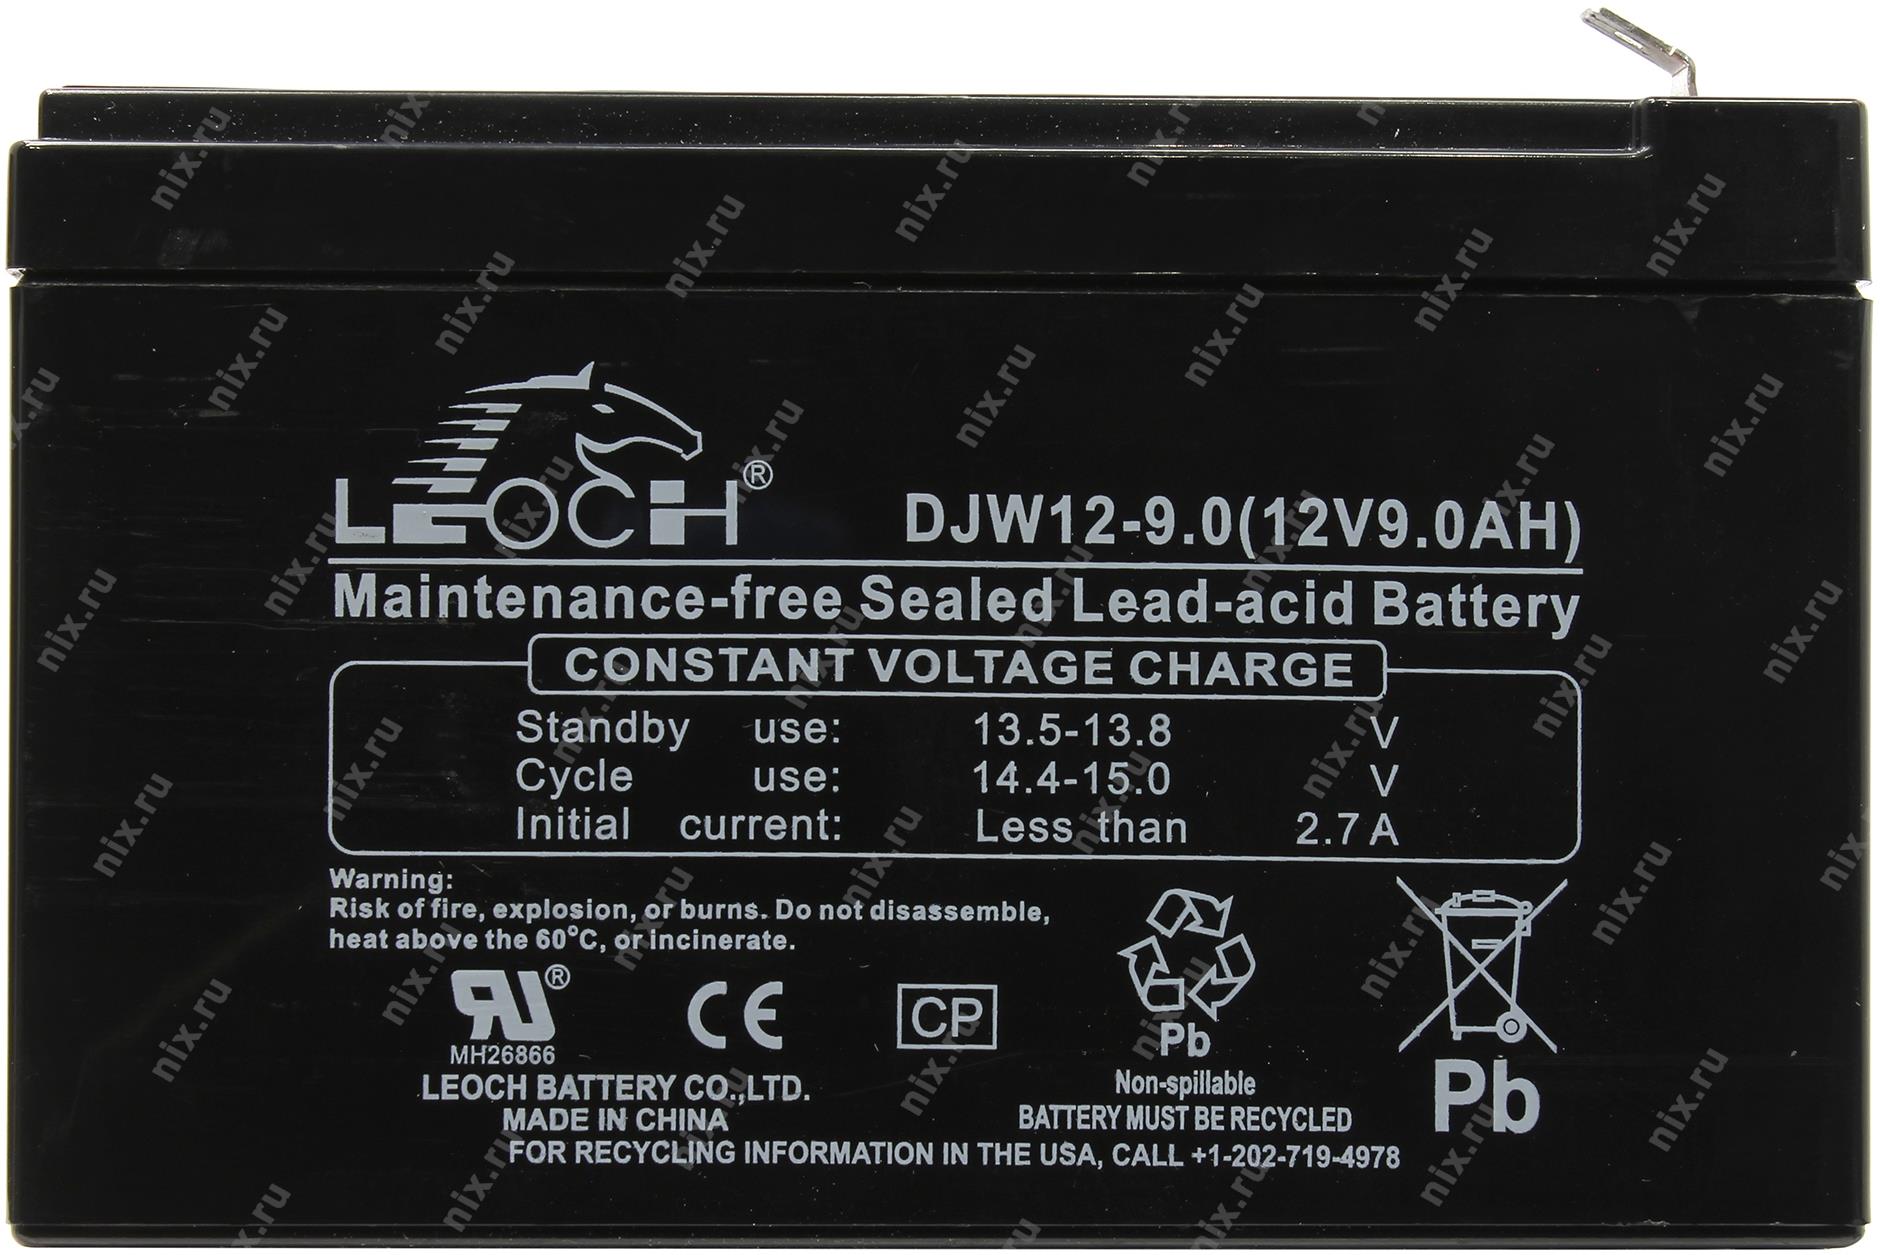 LEOCH®
DJW12-9.0(12V9.0AH)
Maintenance-free Sealed Lead-acid Battery
CONSTANT VOLTAGE CHARGE
Standby use: 13.5-13.8 V
Cycle use: 14.4-15.0 V
Initial current: Less than 2.7 A
Warning:
Risk of fire, explosion, or burns. Do not disassemble,
heat above the 60°C, or incinerate.
RU®
MH26866
CE
CP
Pb
Non-spillable
BATTERY MUST BE RECYCLED
Pb
LEOCH BATTERY CO.,LTD.
MADE IN CHINA
FOR RECYCLING INFORMATION IN THE USA, CALL +1-202-719-4978
nix.ru